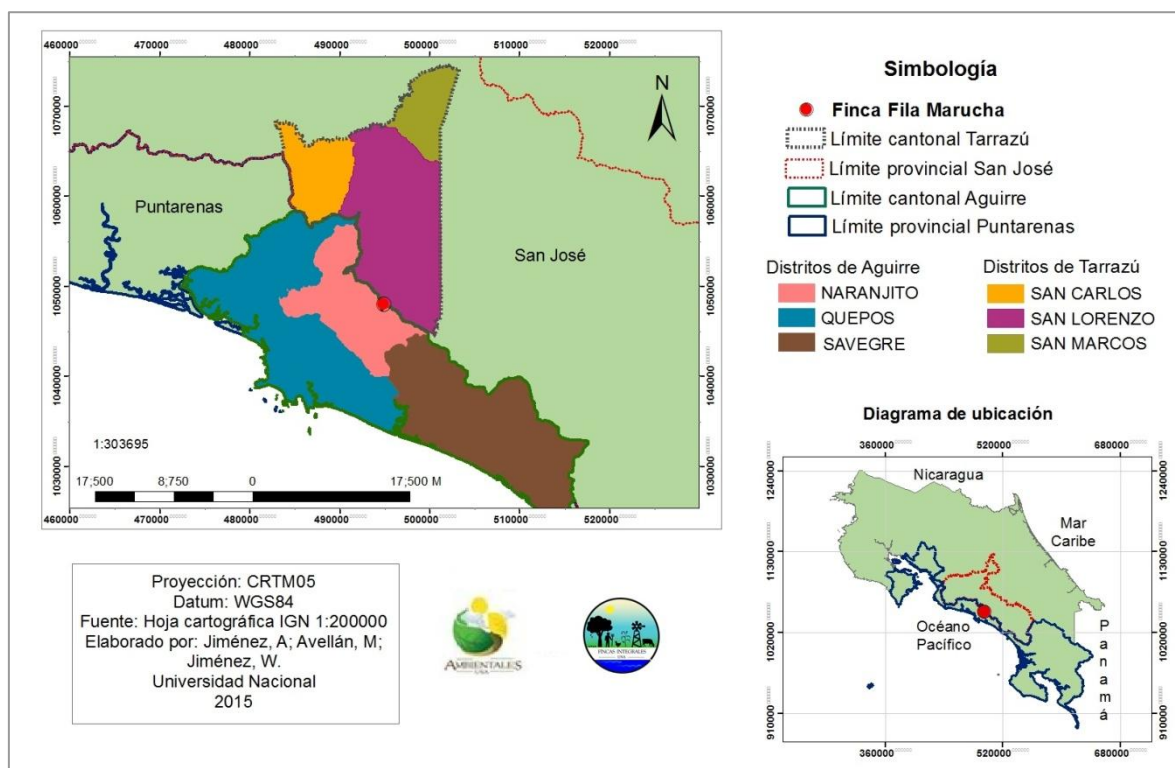 460000 470000 480000 490000 500000 510000 520000
1070000 1070000
1060000 1060000
1050000 1050000
1040000 1040000
1030000 1030000
N
Puntarenas
San José
1:303695
17,500 8,750 0 17,500 M
460000 470000 480000 490000 500000 510000 520000
Simbología
Finca Fila Marucha
Límite cantonal Tarrazú
Límite provincial San José
Límite cantonal Aguirre
Límite provincial Puntarenas
Distritos de Aguirre
NARANJITO
QUEPOS
SAVEGRE
Distritos de Tarrazú
SAN CARLOS
SAN LORENZO
SAN MARCOS
Proyección: CRTM05
Datum: WGS84
Fuente: Hoja cartográfica IGN 1:200000
Elaborado por: Jiménez, A; Avellán, M;
Jiménez, W.
Universidad Nacional
2015
AMBIENTALES
FINCAS INTEGRALES
Diagrama de ubicación
360000 520000 680000
1240000 1240000
1130000 1130000
1020000 1020000
910000 910000
Nicaragua
Mar
Caribe
Océano
Pacífico
Panamá
360000 520000 680000